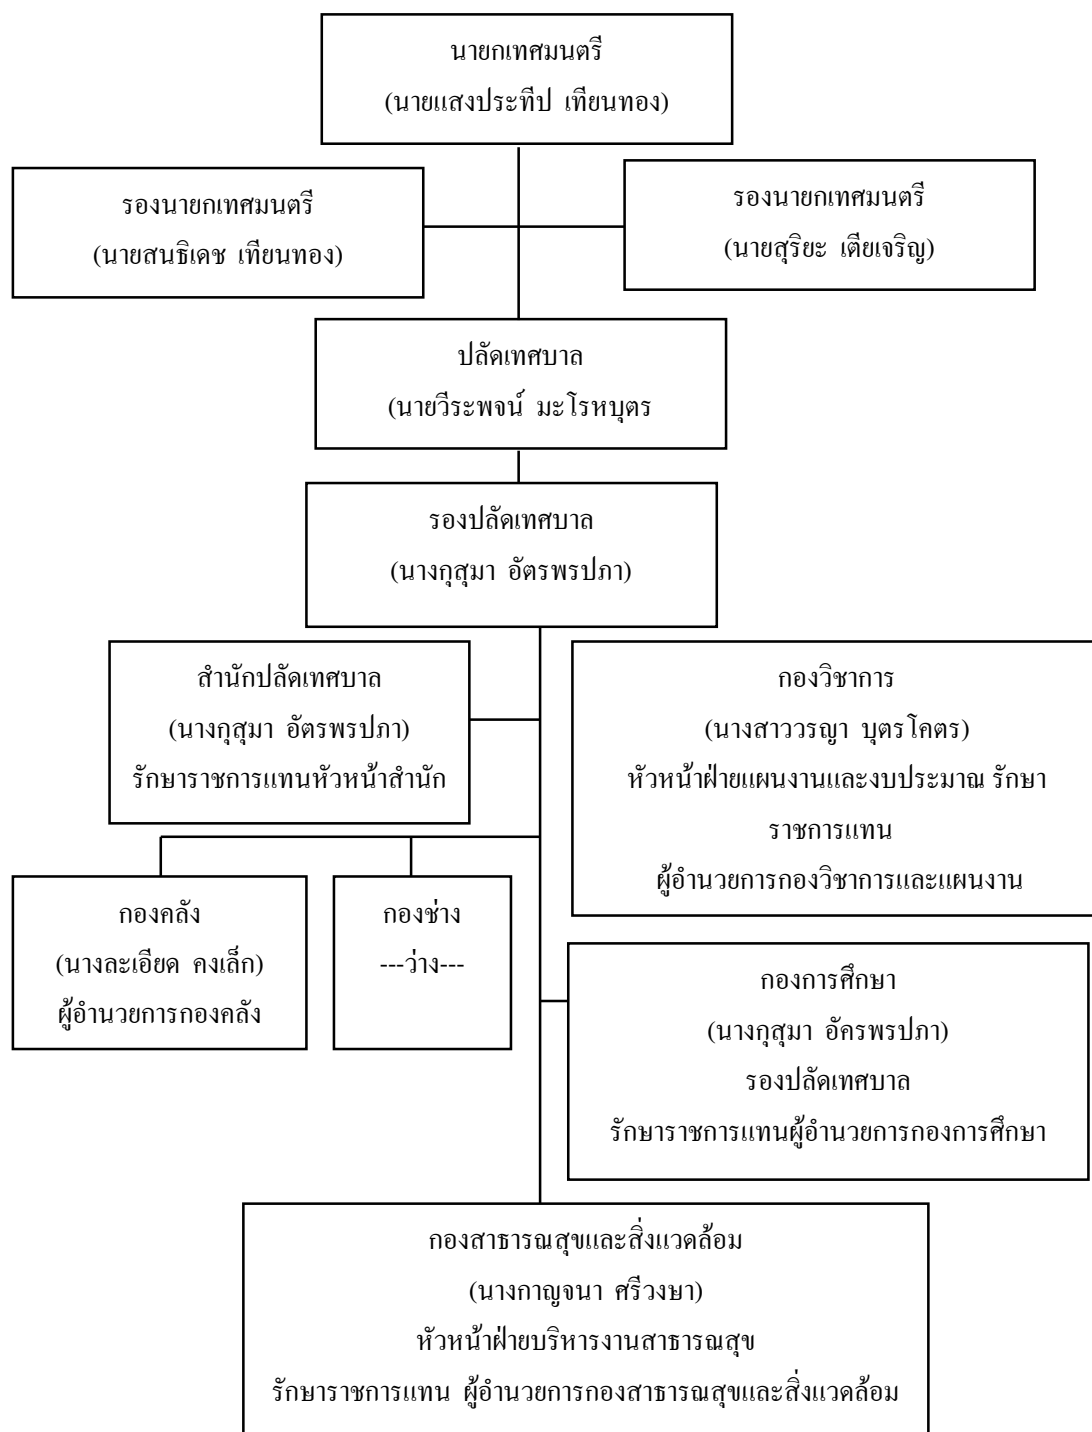 นายกเทศมนตรี
(นายแสงประทีป เทียนทอง)
รองนายกเทศมนตรี
(นายสนธิเดช เทียนทอง)
รองนายกเทศมนตรี
(นายสุริยะ เตียเจริญ)
ปลัดเทศบาล
(นายวีระพจน์ มะโรหบุตร
รองปลัดเทศบาล
(นางกุสุมา อัตรพรปภา)
สำนักปลัดเทศบาล
(นางกุสุมา อัตรพรปภา)
รักษาราชการแทนหัวหน้าสำนัก
กองวิชาการ
(นางสาววรญา บุตรโคตร)
หัวหน้าฝ่ายแผนงานและงบประมาณ รักษา
ราชการแทน
ผู้อำนวยการกองวิชาการและแผนงาน
กองคลัง
(นางละเอียด คงเล็ก)
ผู้อำนวยการกองคลัง
กองช่าง
---ว่าง---
กองการศึกษา
(นางกุสุมา อัครพรปภา)
รองปลัดเทศบาล
รักษาราชการแทนผู้อำนวยการกองการศึกษา
กองสาธารณสุขและสิ่งแวดล้อม
(นางกาญจนา ศรีวงษา)
หัวหน้าฝ่ายบริหารงานสาธารณสุข
รักษาราชการแทน ผู้อำนวยการกองสาธารณสุขและสิ่งแวดล้อม